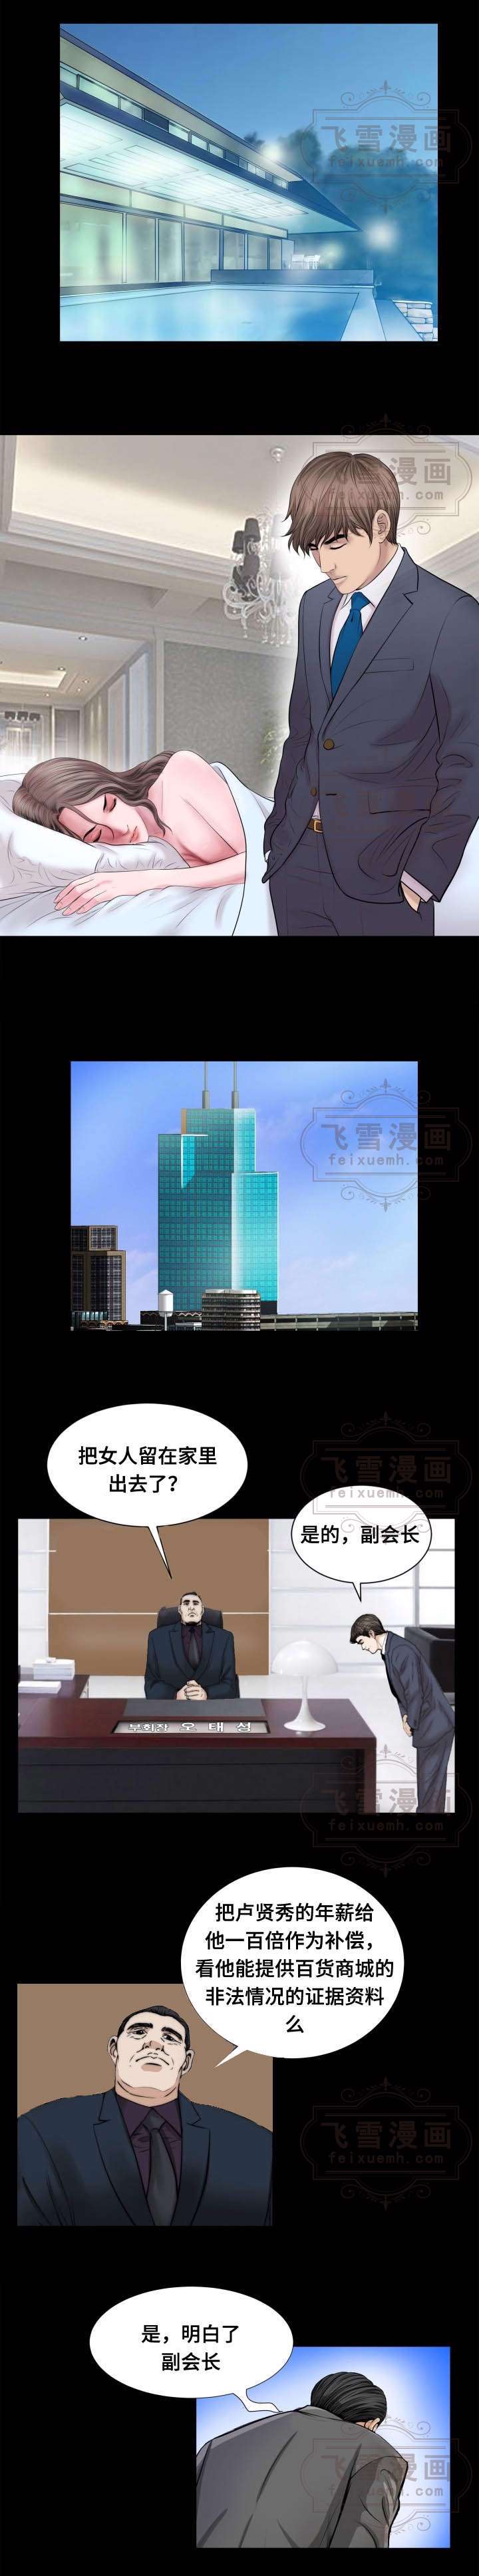 飞雪漫画
feixuemh.com
飞雪漫画
feixuemh.com
飞雪漫画
feixuemh.com
飞雪漫画
feixuemh.com
把女人留在家里
出去了？
是的，副会长
부회장 오태성
飞雪漫画
feixuemh.com
把卢贤秀的年薪给
他一百倍作为补偿，
看他能提供百货商城的
非法情况的证据资料
么
飞雪漫画
feixuemh.com
是，明白了
副会长
飞雪漫画
feixuemh.com